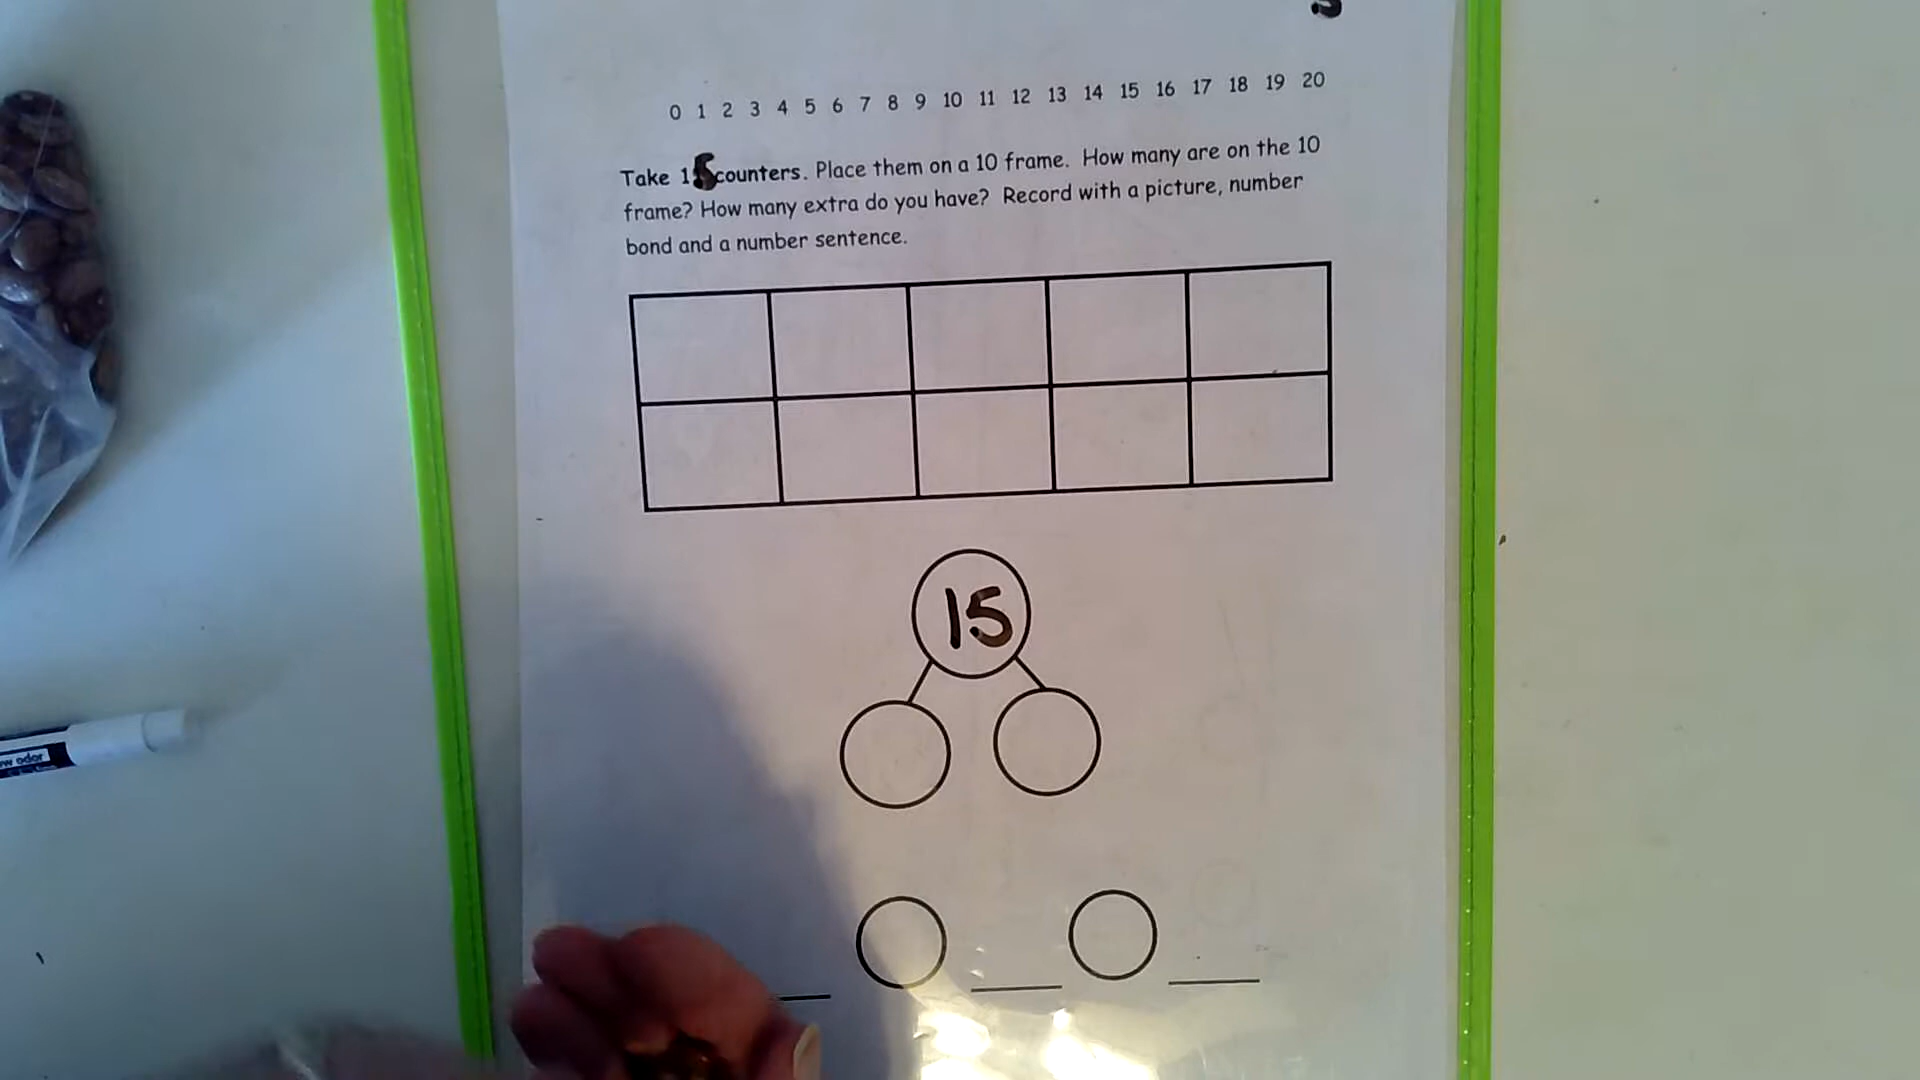 0 1 2 3 4 5 6 7 8 9 10 11 12 13 14 15 16 17 18 19 20
Take 15 counters. Place them on a 10 frame. How many are on the 10
frame? How many extra do you have? Record with a picture, number
bond and a number sentence.
15
odor